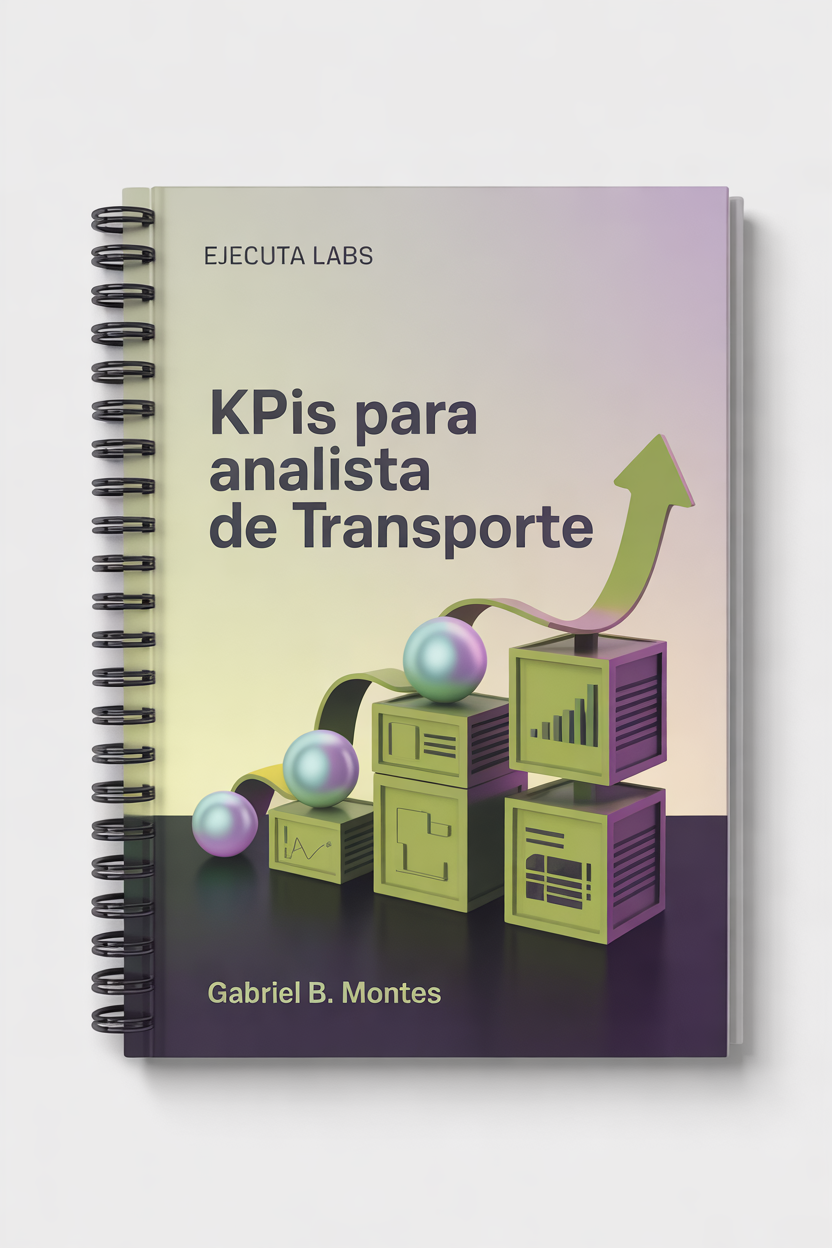 EJECUTA LABS
KPis para
analista
de Transporte
Gabriel B. Montes